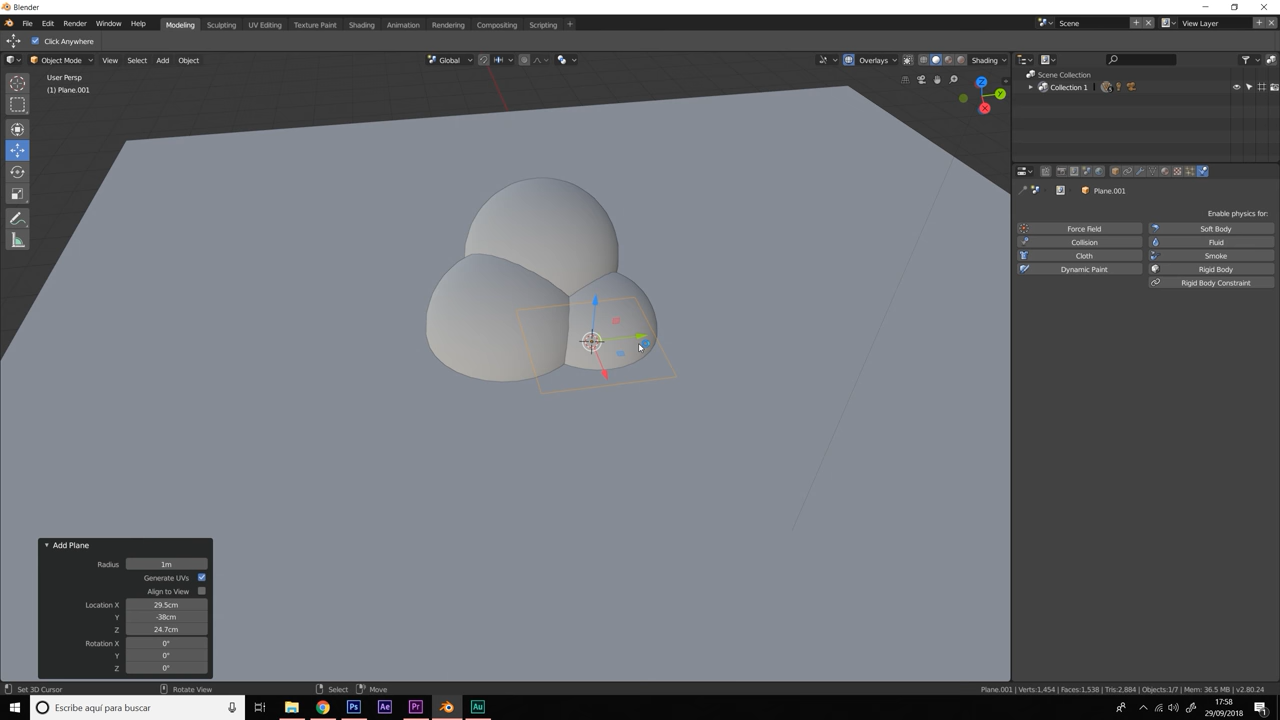 Blender
File Edit Render Window Help
Modeling Sculpting UV Editing Texture Paint Shading Animation Rendering Compositing Scripting +
Scene
View Layer
Click Anywhere
Object Mode View Select Add Object
Global
Overlays
Shading
User Persp
(1) Plane.001
Z
Y
X
Scene Collection
Collection 1
Plane.001
Enable physics for:
Force Field
Soft Body
Collision
Fluid
Cloth
Smoke
Dynamic Paint
Rigid Body
Rigid Body Constraint
Add Plane
Radius 1m
Generate UVs
Align to View
Location X 29.5cm
Y -38cm
Z 24.7cm
Rotation X 0°
Y 0°
Z 0°
Set 3D Cursor
Rotate View
Select
Move
Plane.001 | Verts:1,454 | Faces:1,538 | Tris:2,884 | Objects:1/7 | Mem: 36.5 MB | v2.80.24
Escribe aquí para buscar
Ps
Ae
Pr
Au
17:58
29/09/2018